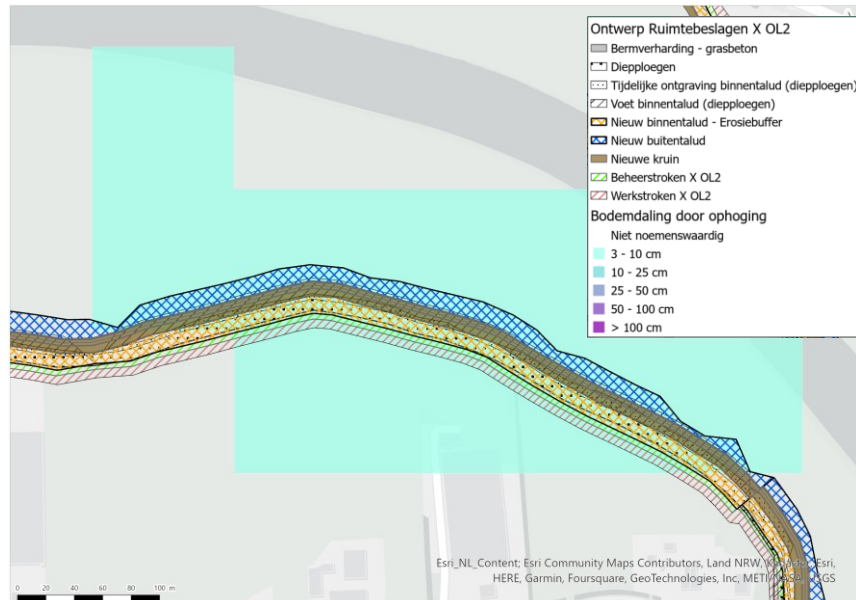 Ontwerp Ruimtebeslagen X OL2
Bermverharding - grasbeton
Diepploegen
Tijdelijke ontgraving binnentalud (diepploegen)
Voet binnentalud (diepploegen)
Nieuw binnentalud - Erosiebuffer
Nieuw buitentalud
Nieuwe kruin
Beheerstroken X OL2
Werkstroken X OL2
Bodemdaling door ophoging
Niet noemenswaardig
3 - 10 cm
10 - 25 cm
25 - 50 cm
50 - 100 cm
> 100 cm
Esri_NL_Content; Esri Community Maps Contributors, Land NRW, Esri,
HERE, Garmin, Foursquare, GeoTechnologies, Inc, METI/NASA, USGS
0 20 40 60 80 100 m